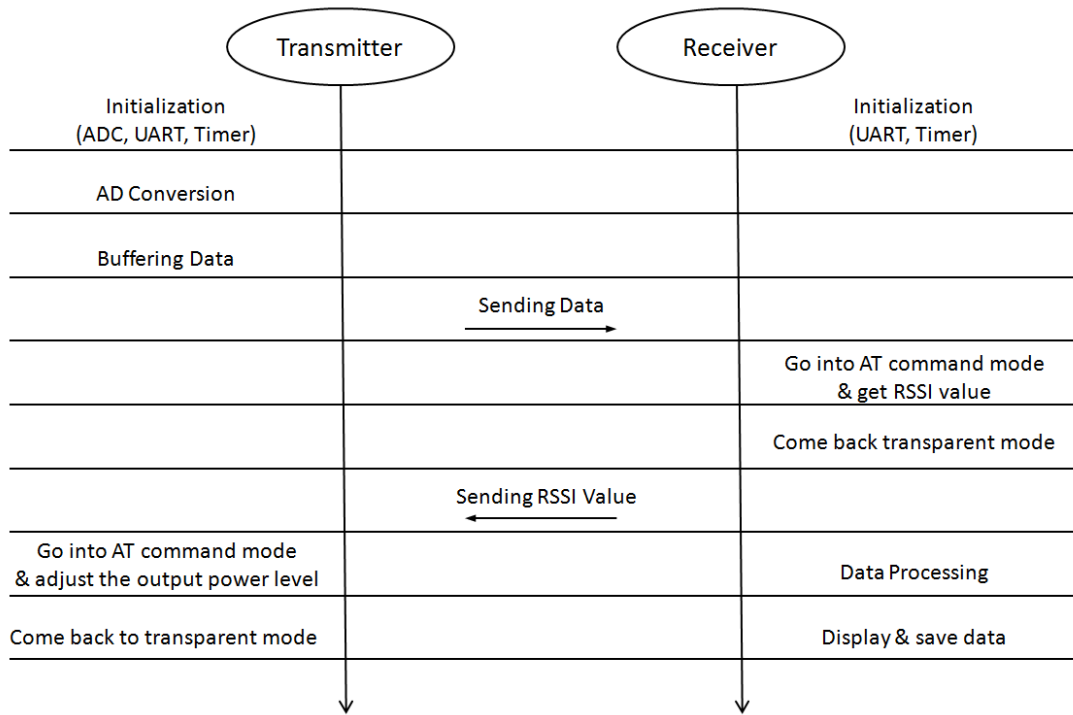 Transmitter
Receiver
Initialization
(ADC, UART, Timer)
Initialization
(UART, Timer)
AD Conversion
Buffering Data
Sending Data
Go into AT command mode
& get RSSI value
Come back transparent mode
Sending RSSI Value
Go into AT command mode
& adjust the output power level
Data Processing
Come back to transparent mode
Display & save data